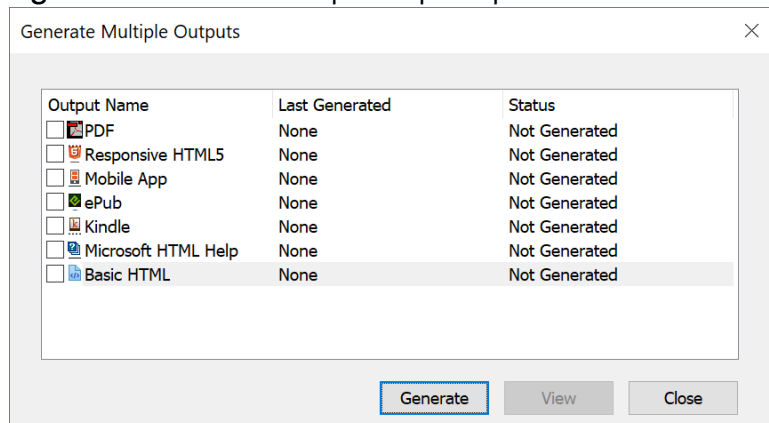 Generate Multiple Outputs
Output Name Last Generated Status
PDF None Not Generated
Responsive HTML5 None Not Generated
Mobile App None Not Generated
ePub None Not Generated
Kindle None Not Generated
Microsoft HTML Help None Not Generated
Basic HTML None Not Generated
Generate View Close